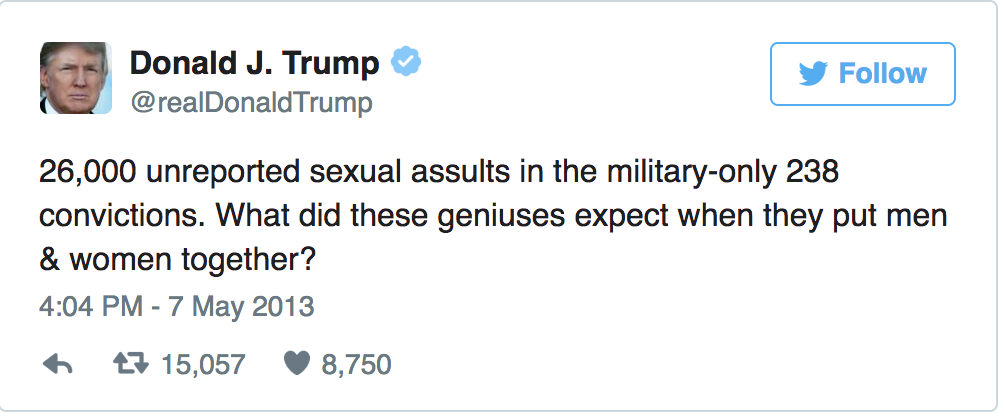 Donald J. Trump
@realDonaldTrump
Follow
26,000 unreported sexual assults in the military-only 238
convictions. What did these geniuses expect when they put men
& women together?
4:04 PM - 7 May 2013
15,057 8,750